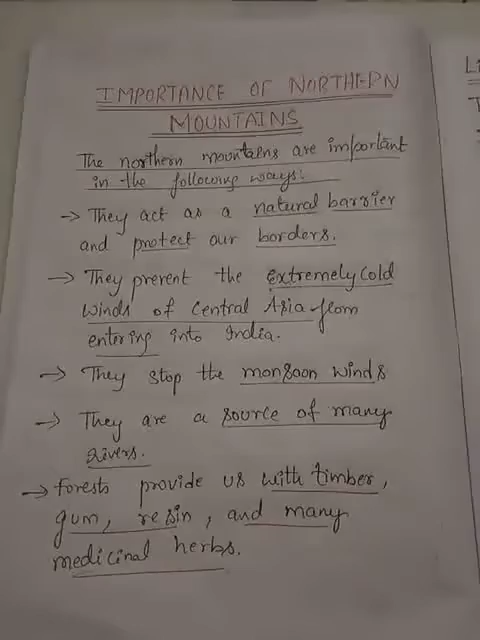 IMPORTANCE OF NORTHERN
MOUNTAINS
The northern mountains are important
in the following ways:
→ They act as a natural barrier
and protect our borders.
→ They prevent the extremely cold
winds of Central Asia from
entering into India.
→ They stop the monsoon winds
→ They are a source of many
rivers.
→ Forests provide us with timber,
gum, resin, and many
medicinal herbs.